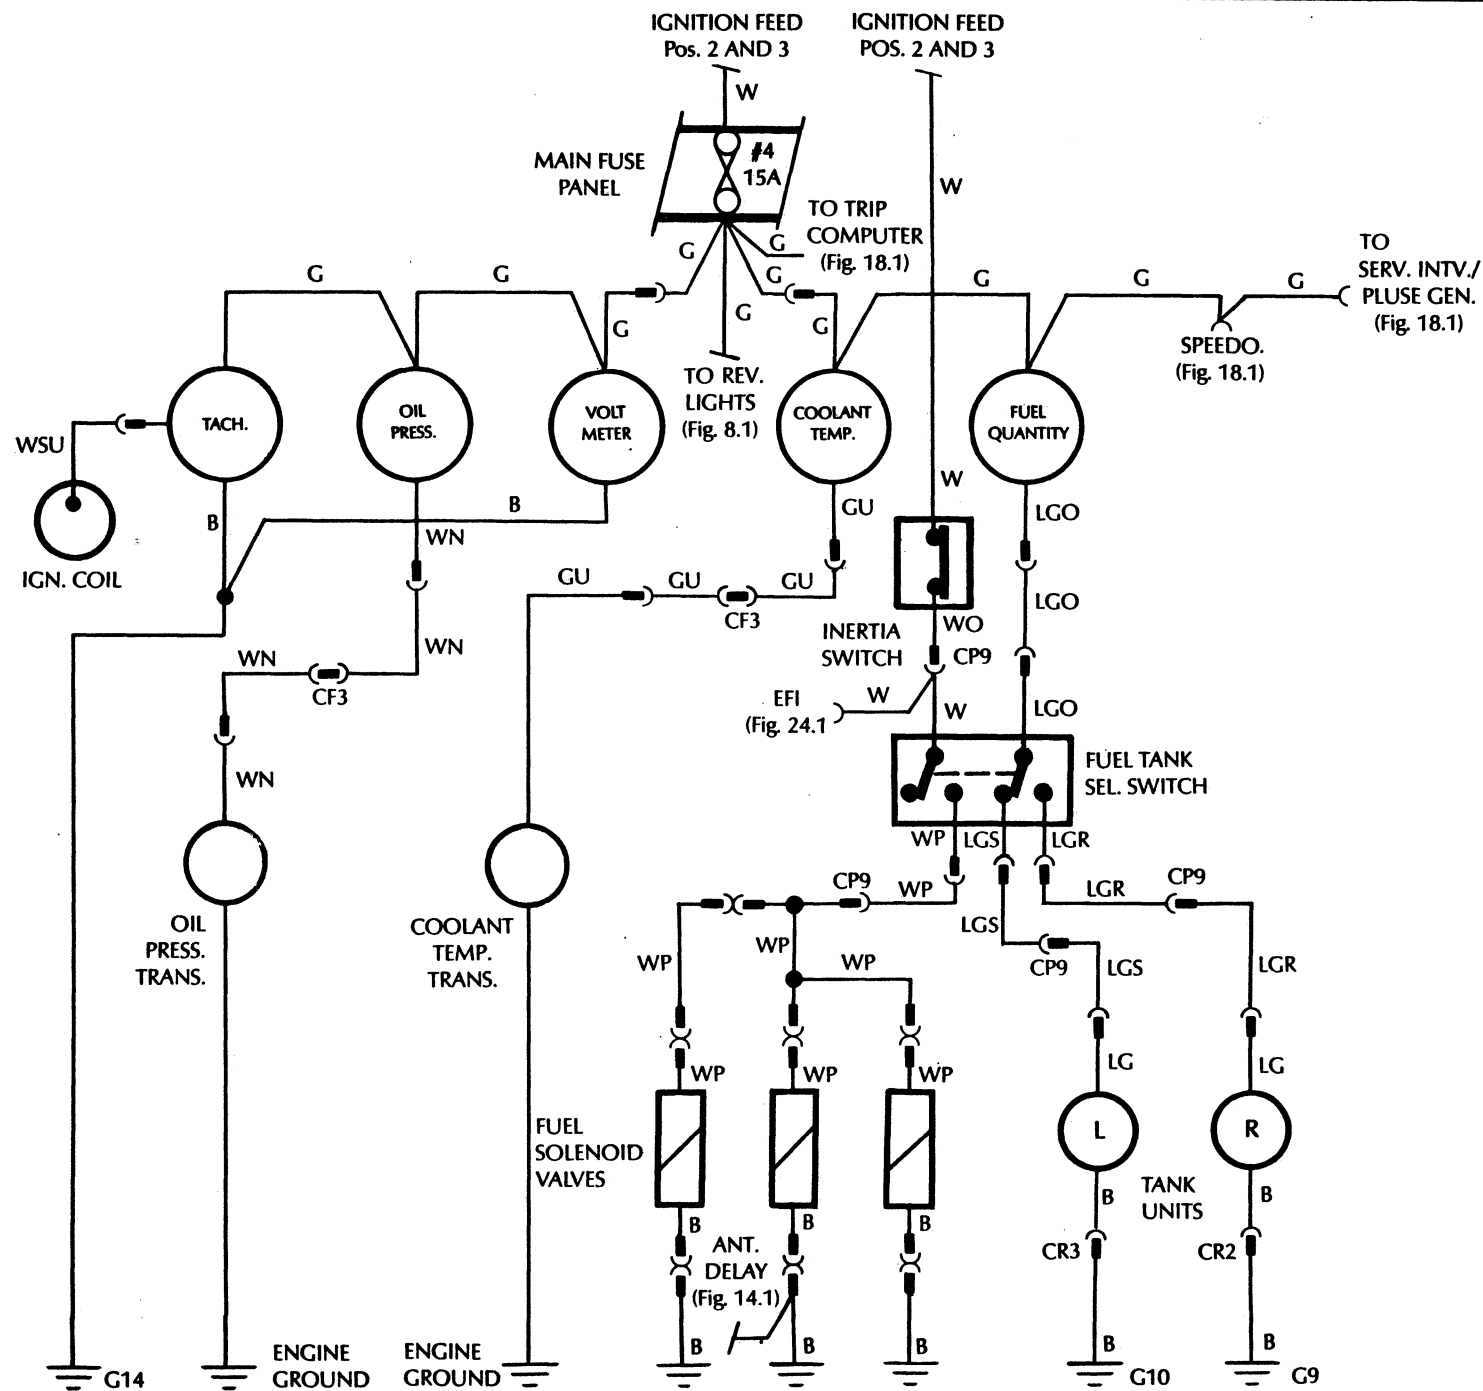 IGNITION FEED
Pos. 2 AND 3
IGNITION FEED
POS. 2 AND 3
W
MAIN FUSE
PANEL
#4
15A
W
TO TRIP
COMPUTER
(Fig. 18.1)
G
G
G
G
G
G
G
G
G
G
G
G
TO
SERV. INTV./
PLUSE GEN.
(Fig. 18.1)
SPEEDO.
(Fig. 18.1)
TO REV.
LIGHTS
(Fig. 8.1)
TACH.
OIL
PRESS.
VOLT
METER
COOLANT
TEMP.
FUEL
QUANTITY
WSU
IGN. COIL
B
B
WN
GU
W
LGO
GU
GU
GU
CF3
LGO
WN
WN
CF3
INERTIA
SWITCH
WO
CP9
EFI
(Fig. 24.1
W
W
LGO
WN
FUEL TANK
SEL. SWITCH
WP
LGS
LGR
OIL
PRESS.
TRANS.
COOLANT
TEMP.
TRANS.
CP9
WP
LGR
CP9
LGS
CP9
LGS
LGR
WP
WP
WP
WP
WP
WP
LG
LG
FUEL
SOLENOID
VALVES
L
R
TANK
UNITS
B
B
B
B
B
ANT.
DELAY
(Fig. 14.1)
CR3
CR2
B
B
B
B
B
G14
ENGINE
GROUND
ENGINE
GROUND
G10
G9